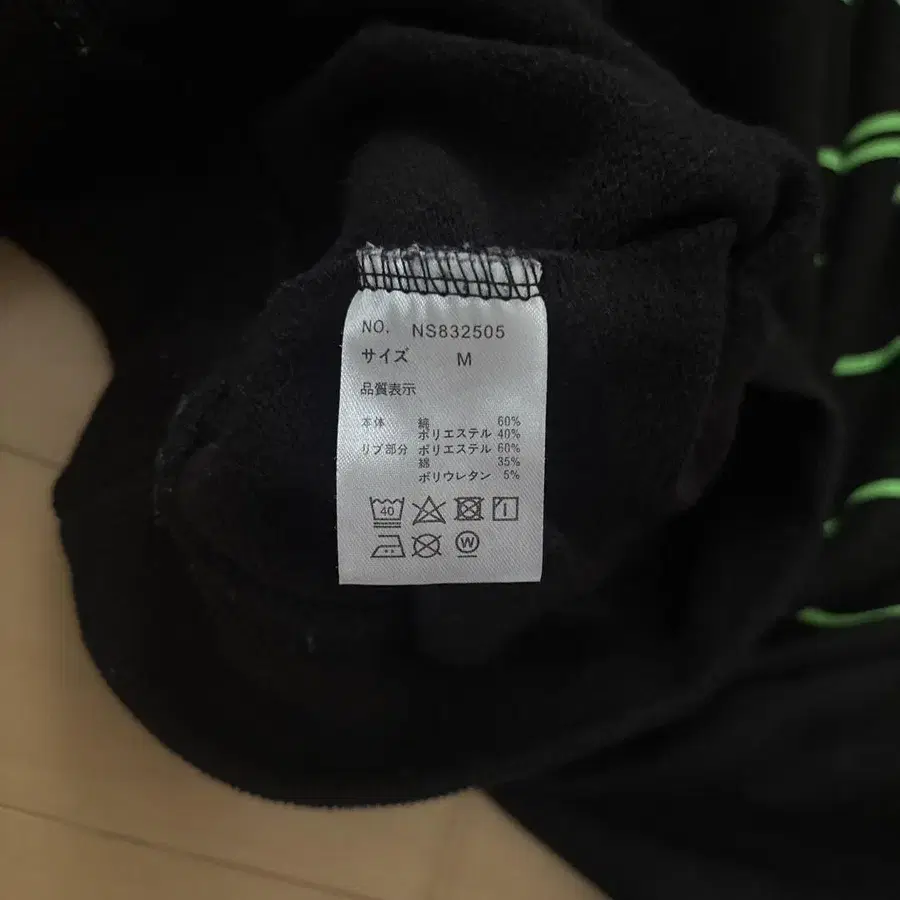 NO. NS832505
サイズ M
品質表示
本体 綿 60%
ポリエステル 40%
リブ部分 ポリエステル 60%
綿 35%
ポリウレタン 5%
40
W